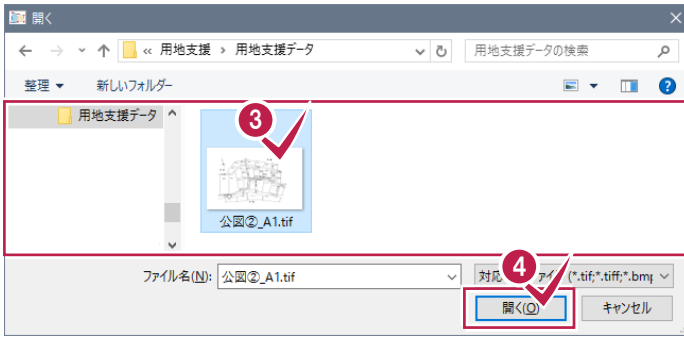 開く
« 用地支援 › 用地支援データ
用地支援データの検索
整理
新しいフォルダー
用地支援データ
3
公図②_A1.tif
ファイル名(N):
公図②_A1.tif
4
対応 (*.tif;*.tiff;*.bmp
開く(O)
キャンセル